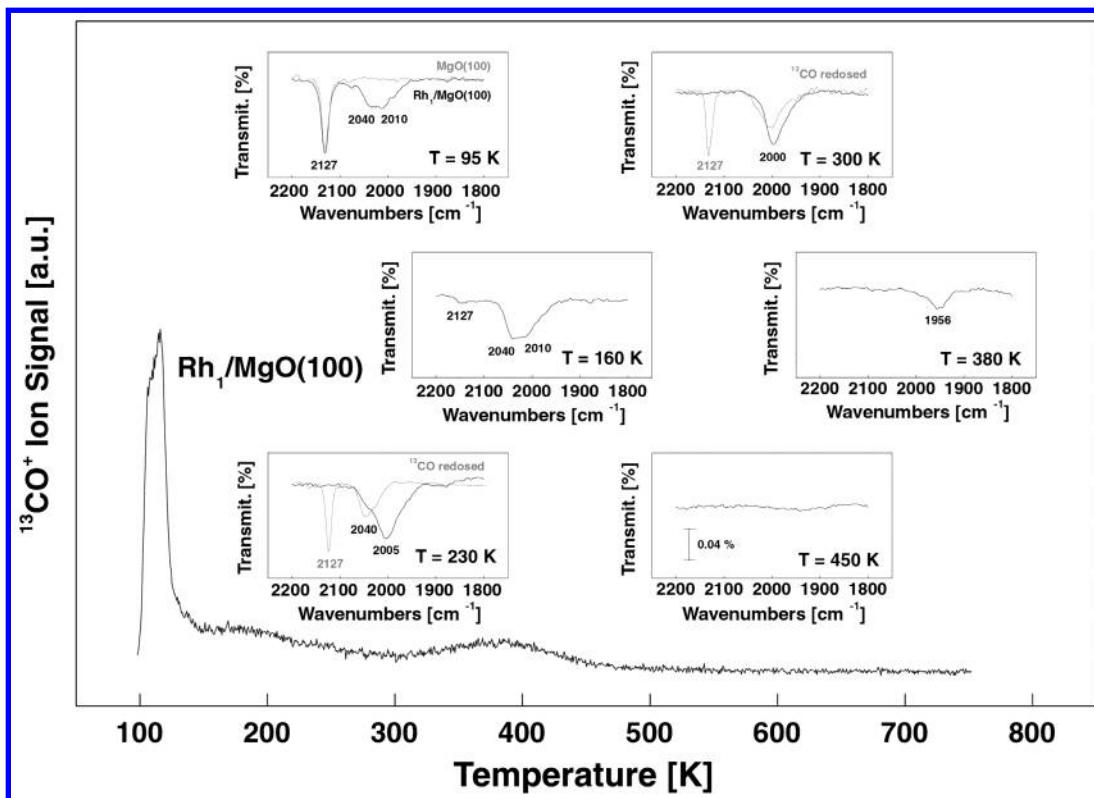 ¹³CO⁺ Ion Signal [a.u.]
Transmit. [%]
MgO(100)
Rh₁/MgO(100)
2040 2010
2127
T = 95 K
2200 2100 2000 1900 1800
Wavenumbers [cm ⁻¹]
Transmit. [%]
¹³CO redosed
2127
2000
T = 300 K
2200 2100 2000 1900 1800
Wavenumbers [cm ⁻¹]
Rh₁/MgO(100)
Transmit. [%]
2127
2040 2010
T = 160 K
2200 2100 2000 1900 1800
Wavenumbers [cm ⁻¹]
Transmit. [%]
1956
T = 380 K
2200 2100 2000 1900 1800
Wavenumbers [cm ⁻¹]
Transmit. [%]
¹³CO redosed
2040
2005
2127
T = 230 K
2200 2100 2000 1900 1800
Wavenumbers [cm ⁻¹]
Transmit. [%]
0.04 %
T = 450 K
2200 2100 2000 1900 1800
Wavenumbers [cm ⁻¹]
100 200 300 400 500 600 700 800
Temperature [K]